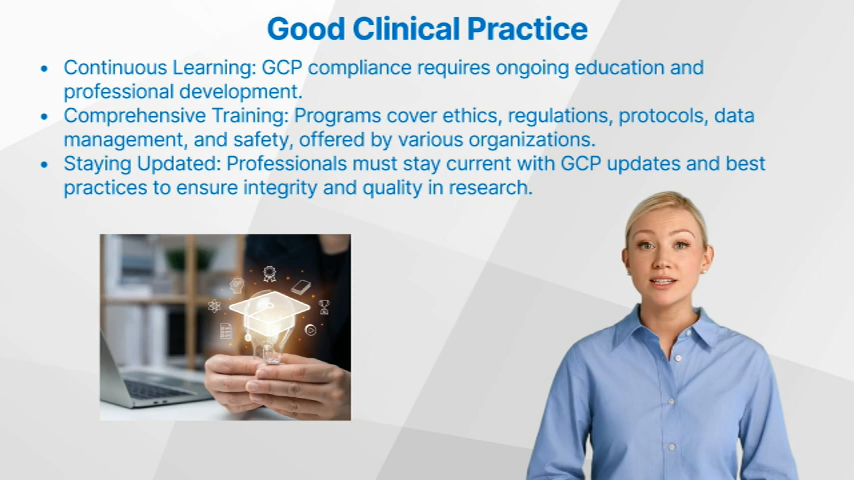 Good Clinical Practice
• Continuous Learning: GCP compliance requires ongoing education and
professional development.
• Comprehensive Training: Programs cover ethics, regulations, protocols, data
management, and safety, offered by various organizations.
• Staying Updated: Professionals must stay current with GCP updates and best
practices to ensure integrity and quality in research.